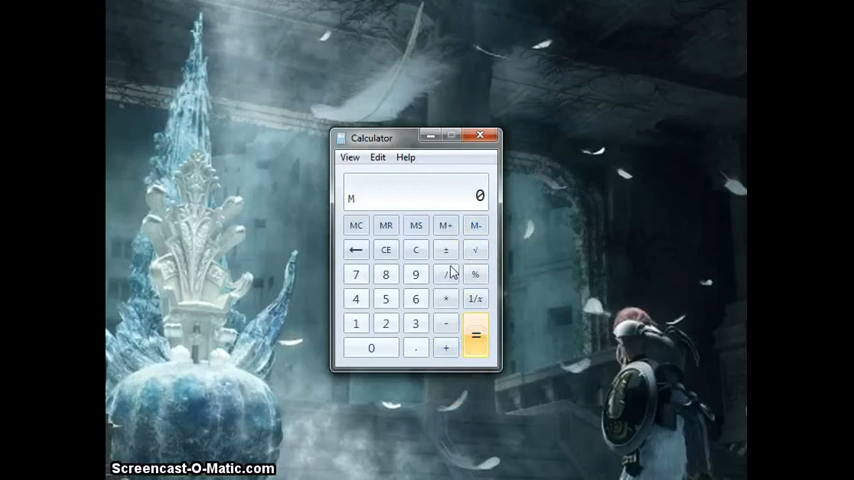 Calculator
View Edit Help
0
M
MC MR MS M+ M-
← CE C ± √
7 8 9 / %
4 5 6 * 1/x
1 2 3 - =
0 . +
Screencast-O-Matic.com